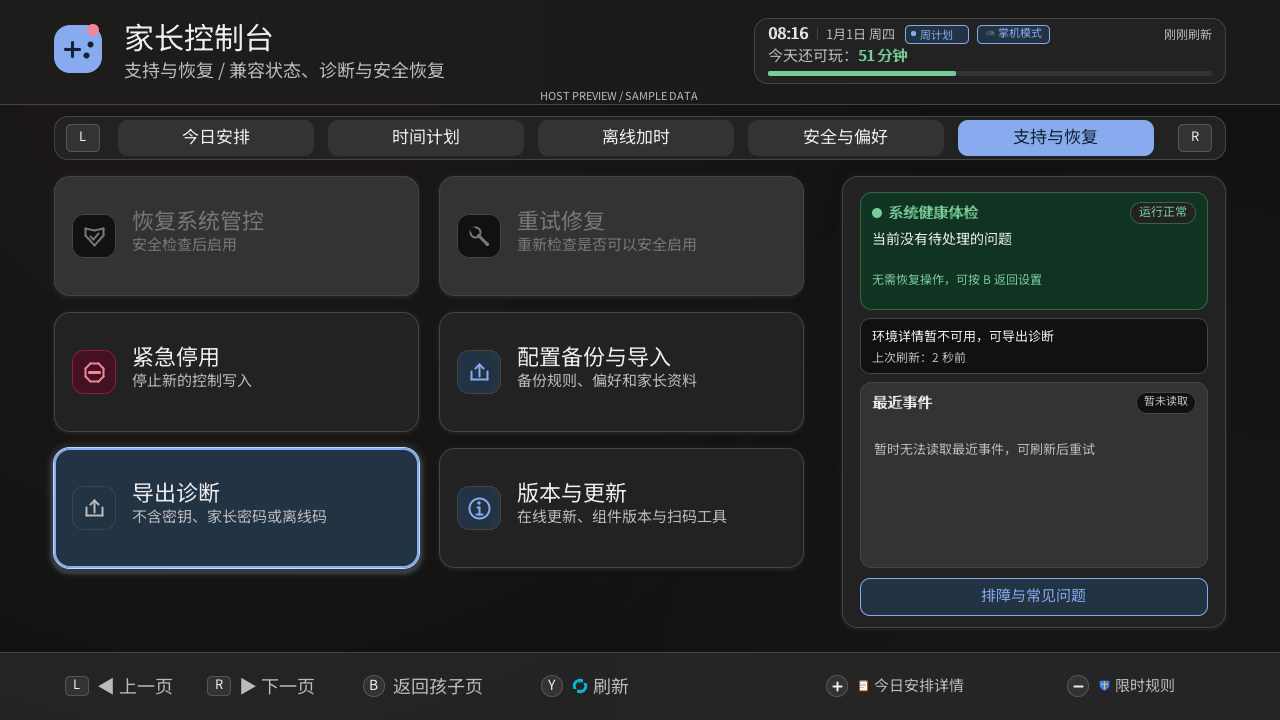 家长控制台
支持与恢复 / 兼容状态、诊断与安全恢复
08:16 1月1日 周四 周计划 掌机模式 刚刚刷新
今天还可玩：51 分钟
HOST PREVIEW / SAMPLE DATA
L 今日安排 时间计划 离线加时 安全与偏好 支持与恢复 R
恢复系统管控
安全检查后启用
重试修复
重新检查是否可以安全启用
紧急停用
停止新的控制写入
配置备份与导入
备份规则、偏好和家长资料
导出诊断
不含密钥、家长密码或离线码
版本与更新
在线更新、组件版本与扫码工具
系统健康体检 运行正常
当前没有待处理的问题
无需恢复操作，可按 B 返回设置
环境详情暂不可用，可导出诊断
上次刷新：2 秒前
最近事件 暂未读取
暂时无法读取最近事件，可刷新后重试
排障与常见问题
L ◀ 上一页 R ▶ 下一页 B 返回孩子页 Y 刷新 + 今日安排详情 − 限时规则